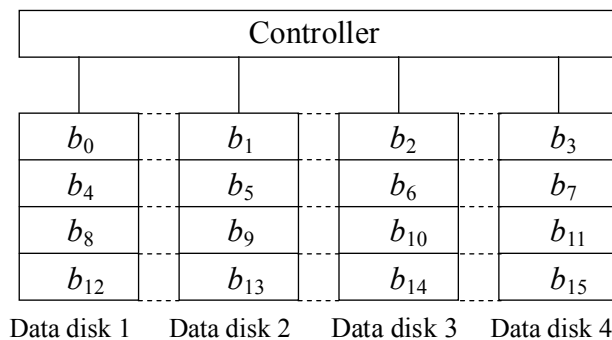 Controller
b0 b1 b2 b3
b4 b5 b6 b7
b8 b9 b10 b11
b12 b13 b14 b15
Data disk 1 Data disk 2 Data disk 3 Data disk 4